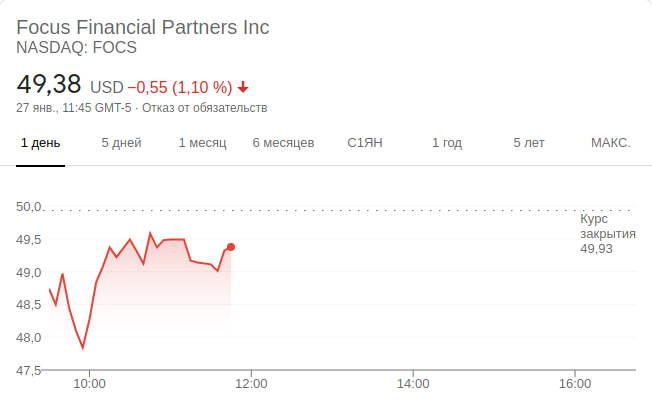 Focus Financial Partners Inc
NASDAQ: FOCS
49,38 USD −0,55 (1,10 %)
27 янв., 11:45 GMT-5 · Отказ от обязательств
1 день 5 дней 1 месяц 6 месяцев С1ЯН 1 год 5 лет МАКС.
50,0
Курс
закрытия
49,93
49,5
49,0
48,5
48,0
47,5
10:00 12:00 14:00 16:00